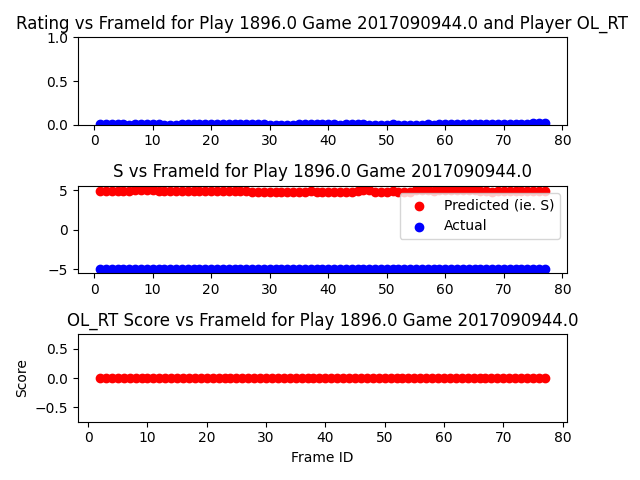 Rating vs FrameId for Play 1896.0 Game 2017090944.0 and Player OL_RT
1.0
0.5
0.0
0 10 20 30 40 50 60 70 80
S vs FrameId for Play 1896.0 Game 2017090944.0
5
0
−5
Predicted (ie. S)
Actual
0 10 20 30 40 50 60 70 80
OL_RT Score vs FrameId for Play 1896.0 Game 2017090944.0
Score
0.5
0.0
−0.5
0 10 20 30 40 50 60 70 80
Frame ID